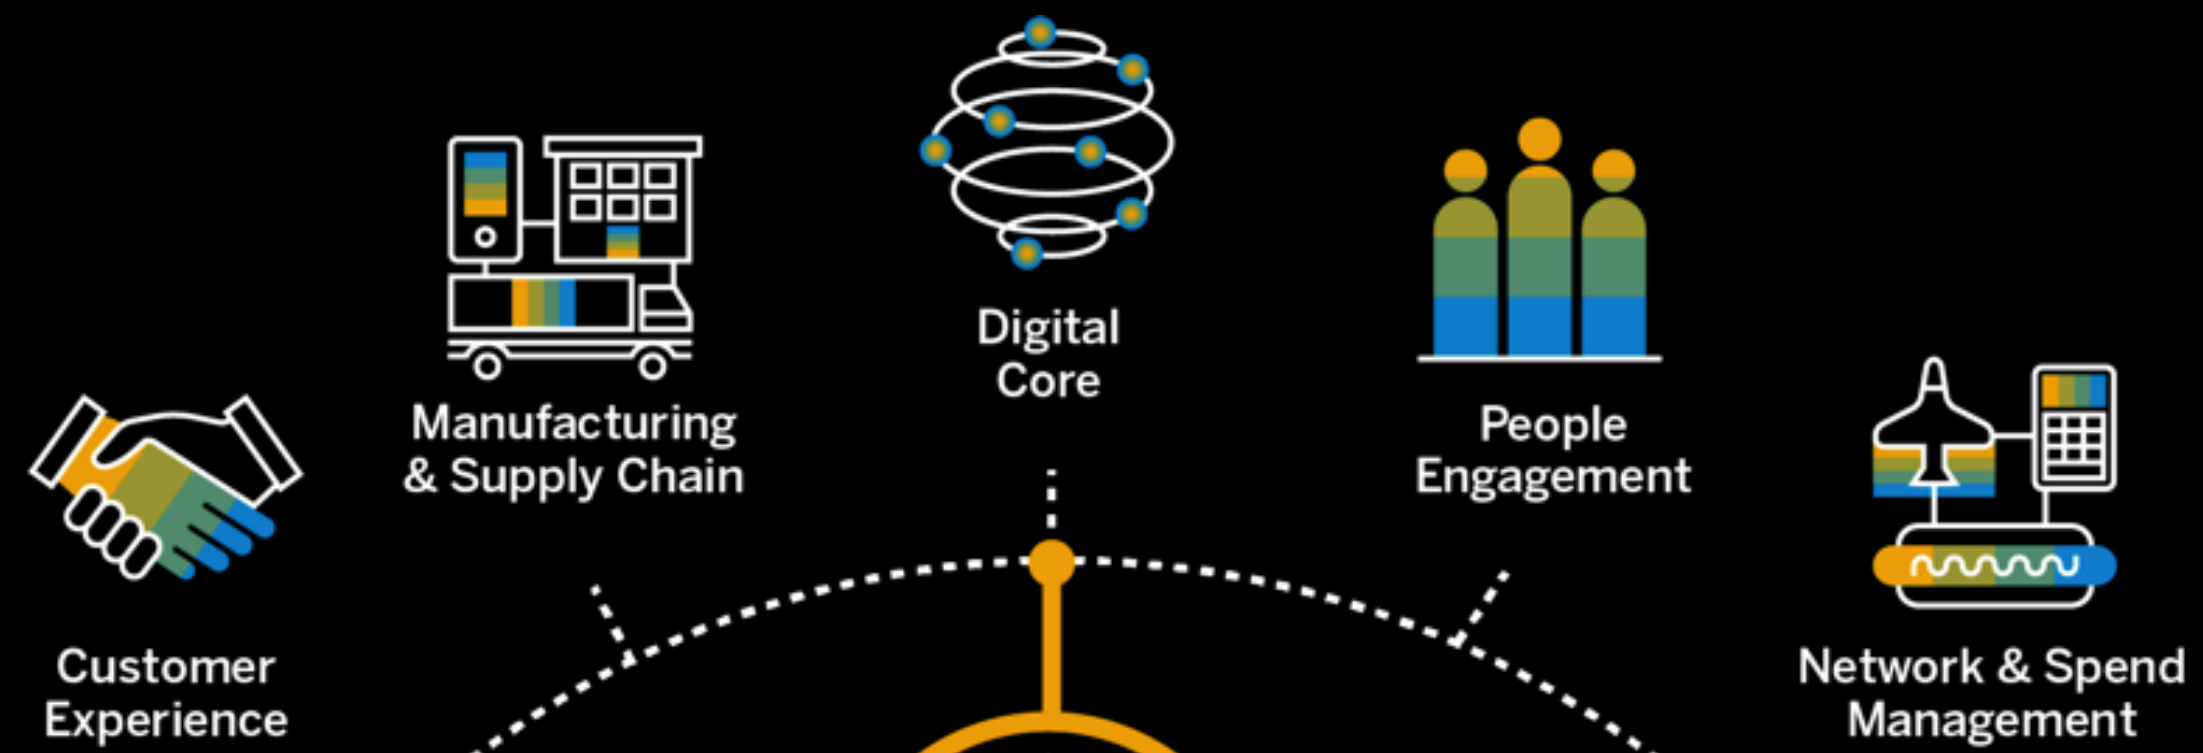 Digital
Core
Manufacturing
& Supply Chain
People
Engagement
Customer
Experience
Network & Spend
Management